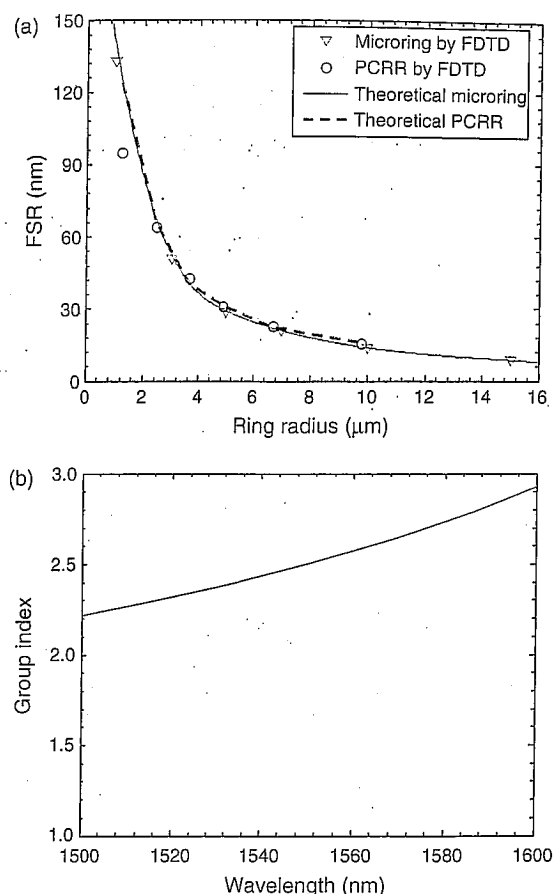 (a)
150
120
90
60
30
0
FSR (nm)
Microring by FDTD
PCRR by FDTD
Theoretical microring
Theoretical PCRR
0 2 4 6 8 10 12 14 16
Ring radius (μm)
(b)
3.0
2.5
2.0
1.5
1.0
Group index
1500 1520 1540 1560 1580 1600
Wavelength (nm)